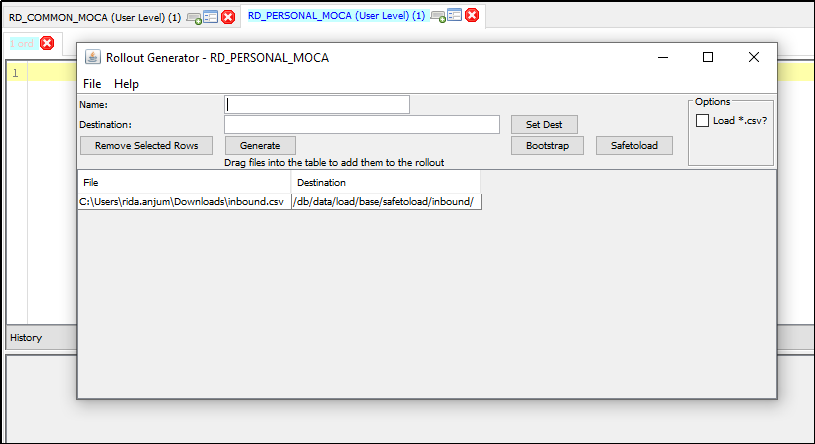 RD_COMMON_MOCA (User Level) (1) RD_PERSONAL_MOCA (User Level) (1)
1 ord
1
Rollout Generator - RD_PERSONAL_MOCA
File Help
Name:
Options
Destination: Set Dest
Load *.csv?
Remove Selected Rows Generate Bootstrap Safetoload
Drag files into the table to add them to the rollout
File Destination
C:\Users\rida.anjum\Downloads\inbound.csv /db/data/load/base/safetoload/inbound/
History